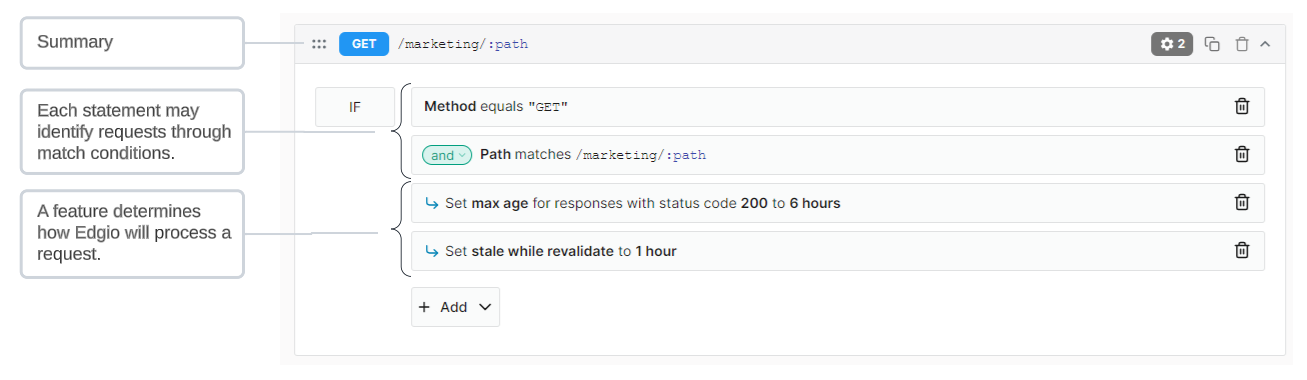 Summary
GET /marketing/:path 2
Each statement may
identify requests through
match conditions.
IF
Method equals "GET"
and Path matches /marketing/:path
A feature determines
how Edgio will process a
request.
Set max age for responses with status code 200 to 6 hours
Set stale while revalidate to 1 hour
+ Add